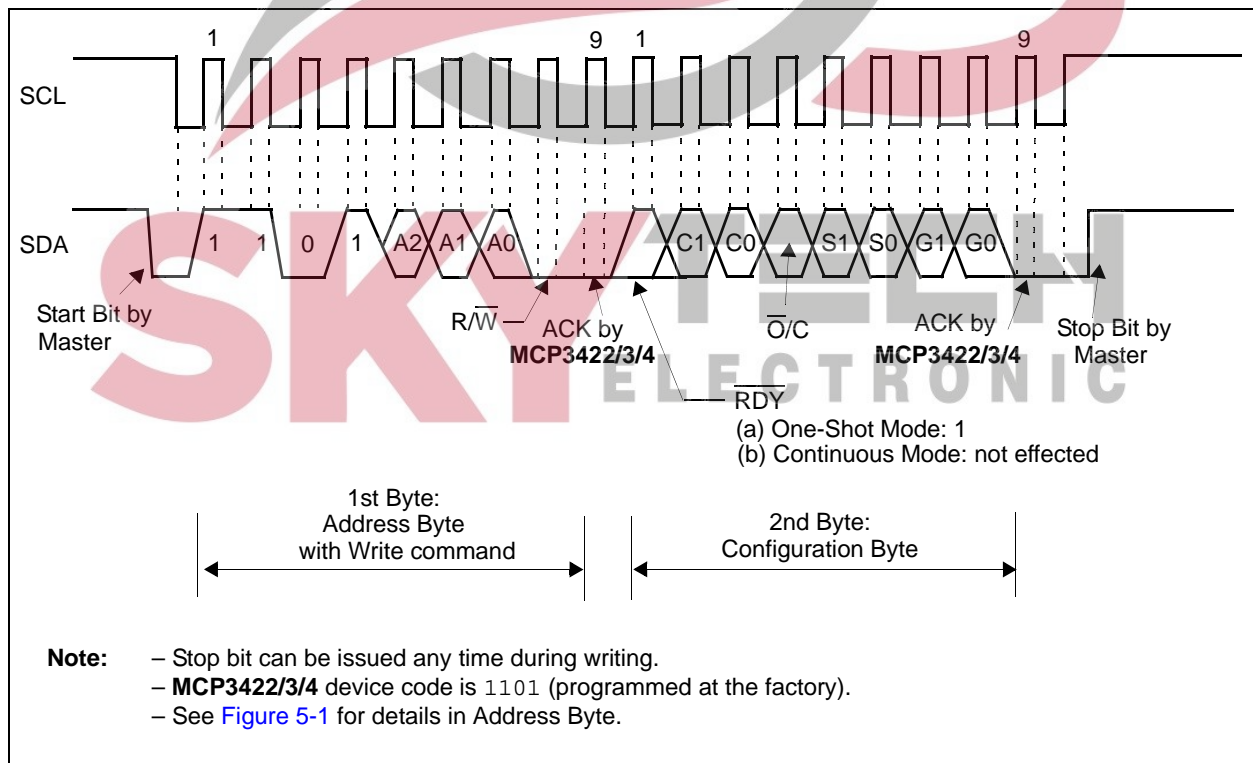 1 9 1 9
SCL
SDA 1 1 0 1 A2 A1 A0 C1 C0 S1 S0 G1 G0
Start Bit by
Master
R/W
ACK by
MCP3422/3/4
O/C
ACK by
MCP3422/3/4
Stop Bit by
Master
RDY
(a) One-Shot Mode: 1
(b) Continuous Mode: not effected
1st Byte:
Address Byte
with Write command
2nd Byte:
Configuration Byte
Note: – Stop bit can be issued any time during writing.
– MCP3422/3/4 device code is 1101 (programmed at the factory).
– See Figure 5-1 for details in Address Byte.
SKY TECH
ELECTRONIC